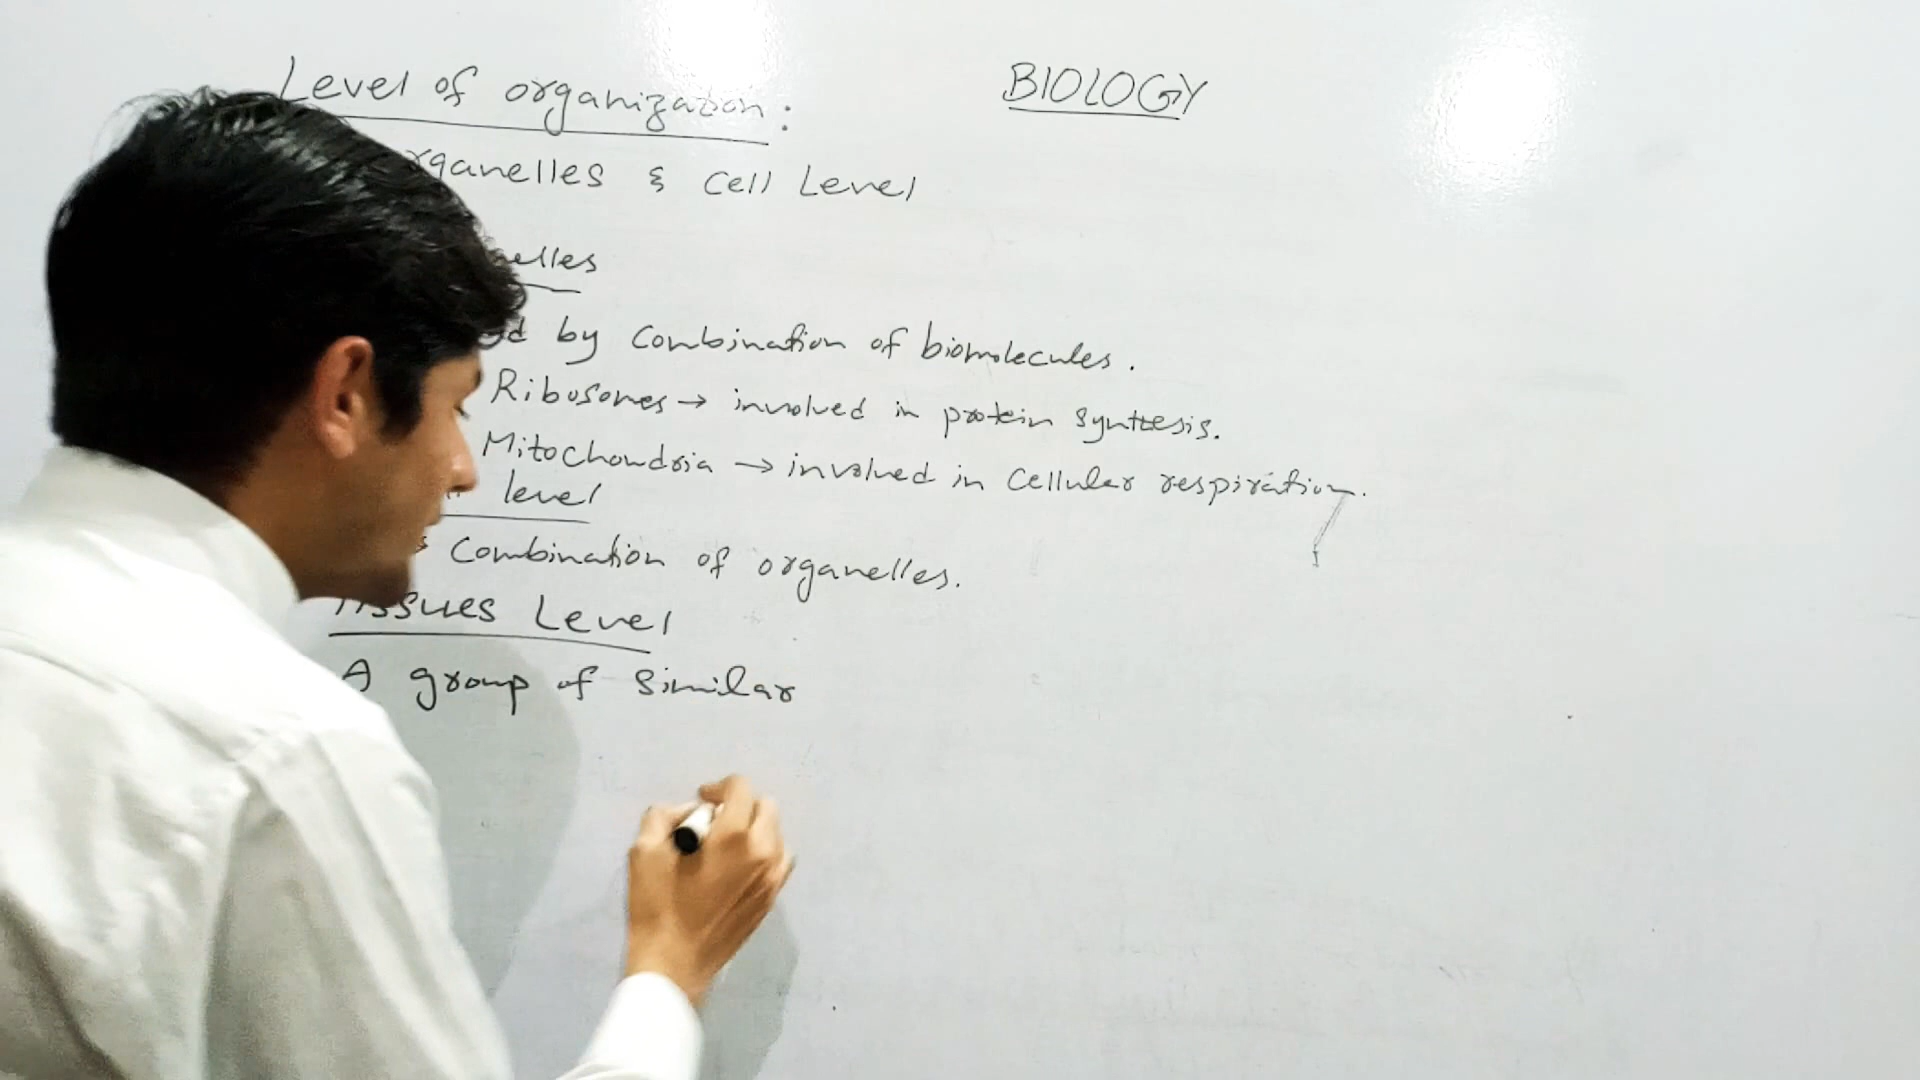 Level of organization:
BIOLOGY
rganelles & Cell Level
elles
by Combination of biomolecules.
Ribosomes → involved in protein synthesis.
Mitochondria → involved in Cellular respiration.
level
Combination of organelles.
Tissues Level
A group of Similar